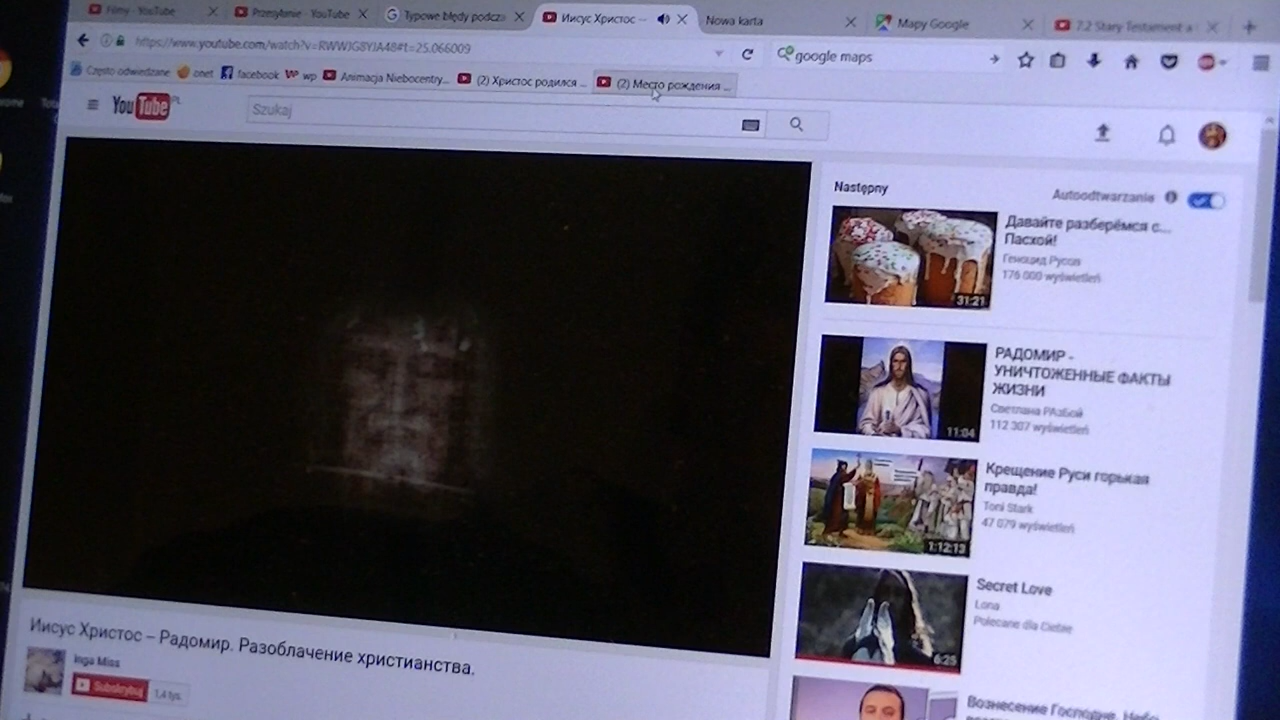 Filmy - YouTube
Przesyłanie - YouTube
Typowe błędy podcza
Иисус Христос –
Nowa karta
Mapy Google
7.2 Stary Testament a
https://www.youtube.com/watch?v=RWWJG8YJA48#t=25.066009
google maps
Często odwiedzane
onet
facebook
wp
Animacja Niebocentry...
(2) Христос родился ...
(2) Место рождения ...
YouTube PL
Szukaj
Następny
Autoodtwarzanie
Давайте разберёмся с...
Пасхой!
Геноцид Русов
176 000 wyświetleń
31:21
РАДОМИР -
УНИЧТОЖЕННЫЕ ФАКТЫ
ЖИЗНИ
Светлана РАзБой
112 307 wyświetleń
11:04
Крещение Руси горькая
правда!
Toni Stark
47 079 wyświetleń
1:12:13
Secret Love
Lona
Polecane dla Ciebie
6:25
Вознесение Господне. Небо
Иисус Христос – Радомир. Разоблачение христианства.
Inga Miss
Subskrybuj
1,4 tys.